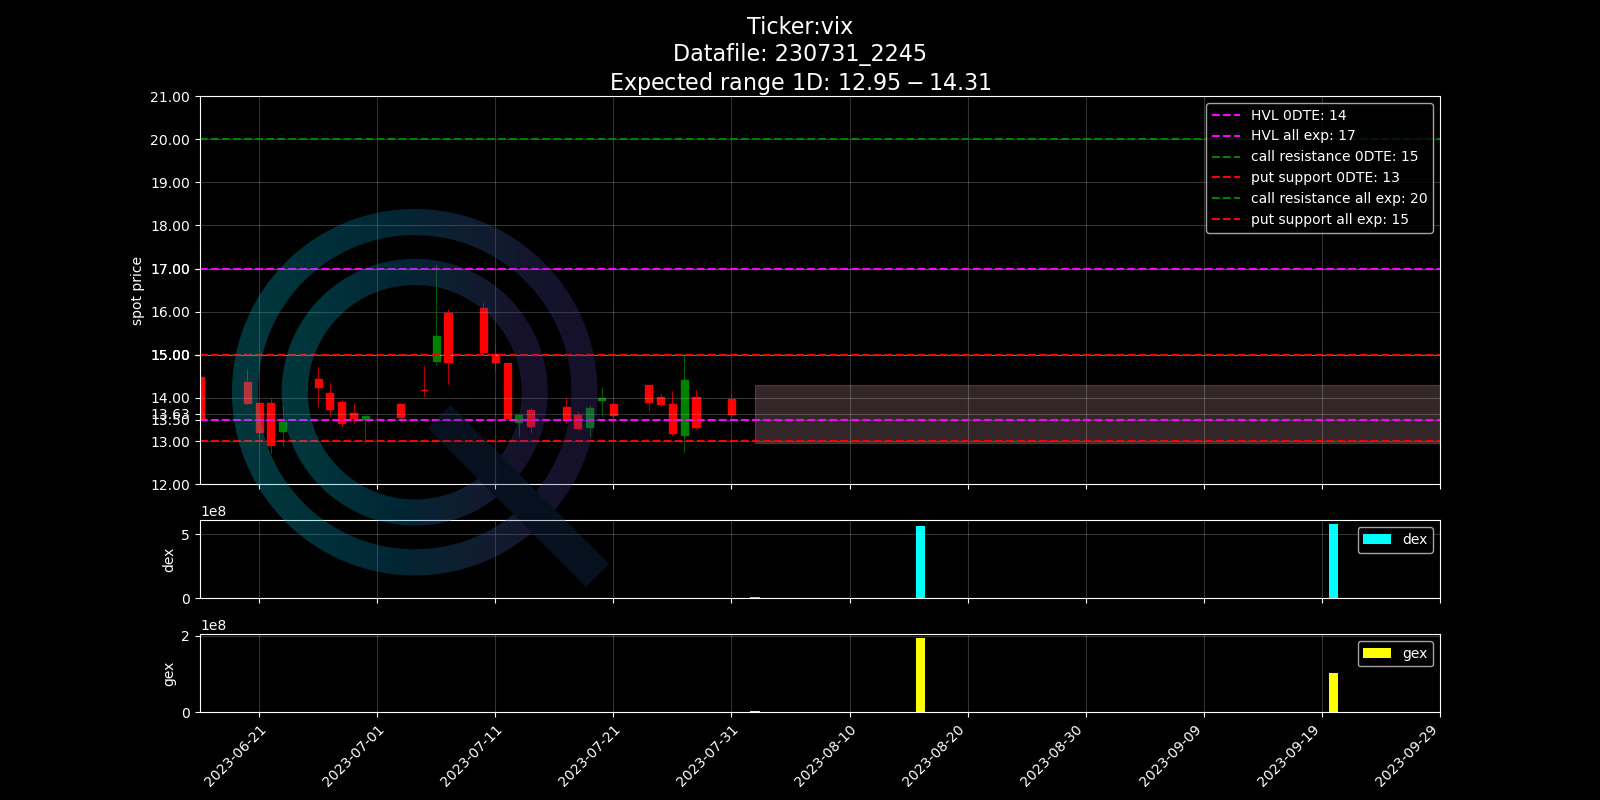 Ticker:vix
Datafile: 230731_2245
Expected range 1D: 12.95 − 14.31
21.00
20.00
19.00
18.00
17.00
16.00
15.00
14.00
13.63
13.50
13.00
12.00
spot price
HVL 0DTE: 14
HVL all exp: 17
call resistance 0DTE: 15
put support 0DTE: 13
call resistance all exp: 20
put support all exp: 15
1e8
5
0
dex
dex
1e8
2
0
gex
gex
2023-06-21
2023-07-01
2023-07-11
2023-07-21
2023-07-31
2023-08-10
2023-08-20
2023-08-30
2023-09-09
2023-09-19
2023-09-29